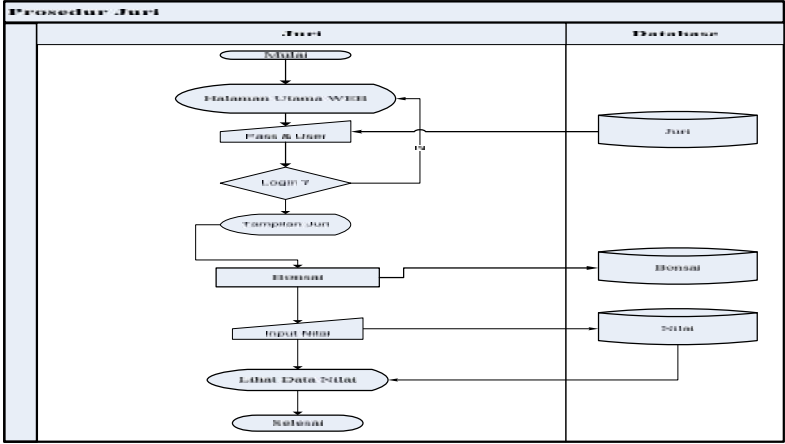 Prosedur Juri
Juri
Database
Mulai
Halaman Utama WEB
Pass & User
Juri
N
Login ?
Tampilan Juri
Bonsai
Bonsai
Input Nilai
Nilai
Lihat Data Nilai
Selesai